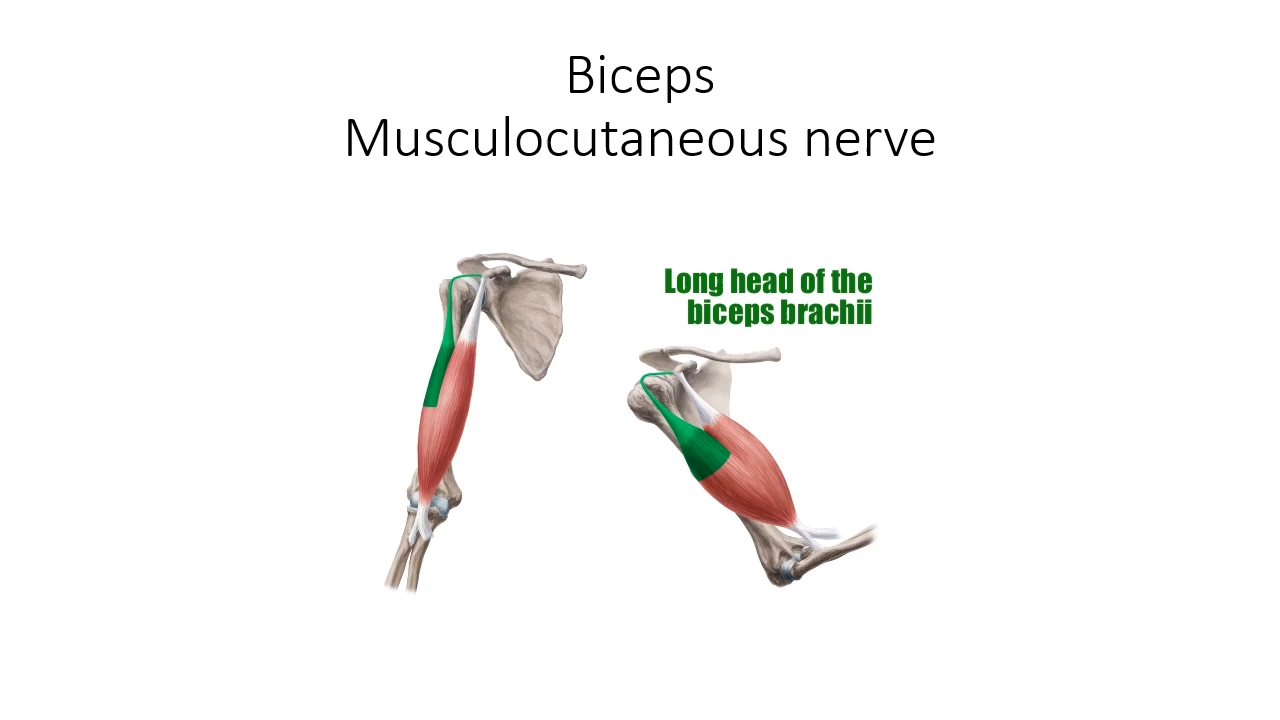 Biceps
Musculocutaneous nerve
Long head of the
biceps brachii